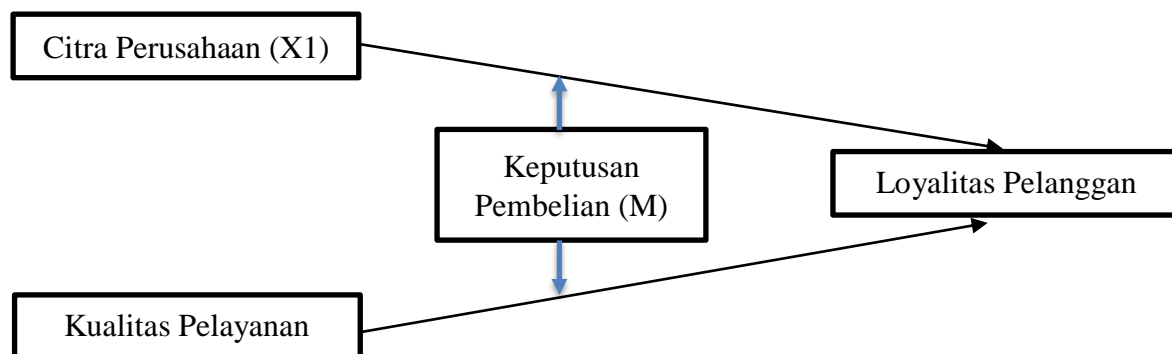 Citra Perusahaan (X1)
Keputusan
Pembelian (M)
Loyalitas Pelanggan
Kualitas Pelayanan